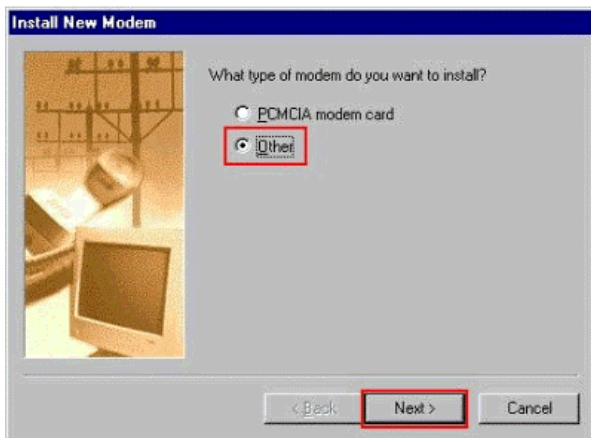 Install New Modem
What type of modem do you want to install?
PCMCIA modem card
Other
< Back
Next >
Cancel